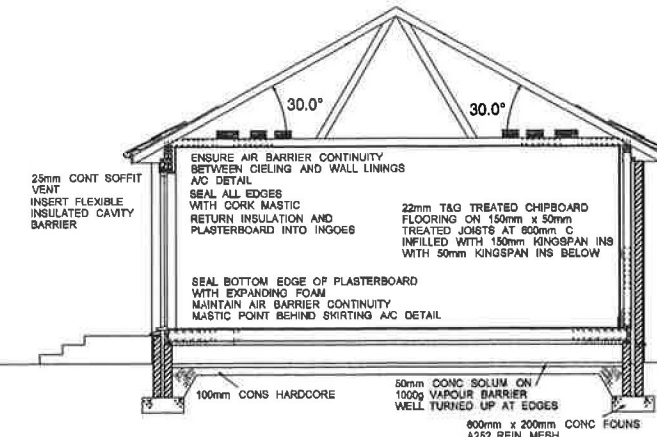 30.0°
30.0°
25mm CONT SOFFIT
VENT
INSERT FLEXIBLE
INSULATED CAVITY
BARRIER
ENSURE AIR BARRIER CONTINUITY
BETWEEN CIELING AND WALL LININGS
A/C DETAIL
SEAL ALL EDGES
WITH CORK MASTIC
RETURN INSULATION AND
PLASTERBOARD INTO INGOES
22mm T&G TREATED CHIPBOARD
FLOORING ON 150mm x 50mm
TREATED JOISTS AT 600mm C
INFILLED WITH 150mm KINGSPAN INS
WITH 50mm KINGSPAN INS BELOW
SEAL BOTTOM EDGE OF PLASTERBOARD
WITH EXPANDING FOAM
MAINTAIN AIR BARRIER CONTINUITY
MASTIC POINT BEHIND SKIRTING A/C DETAIL
100mm CONS HARDCORE
50mm CONC SOLUM ON
1000g VAPOUR BARRIER
WELL TURNED UP AT EDGES
600mm x 200mm CONC FOUNS
A252 REIN MESH